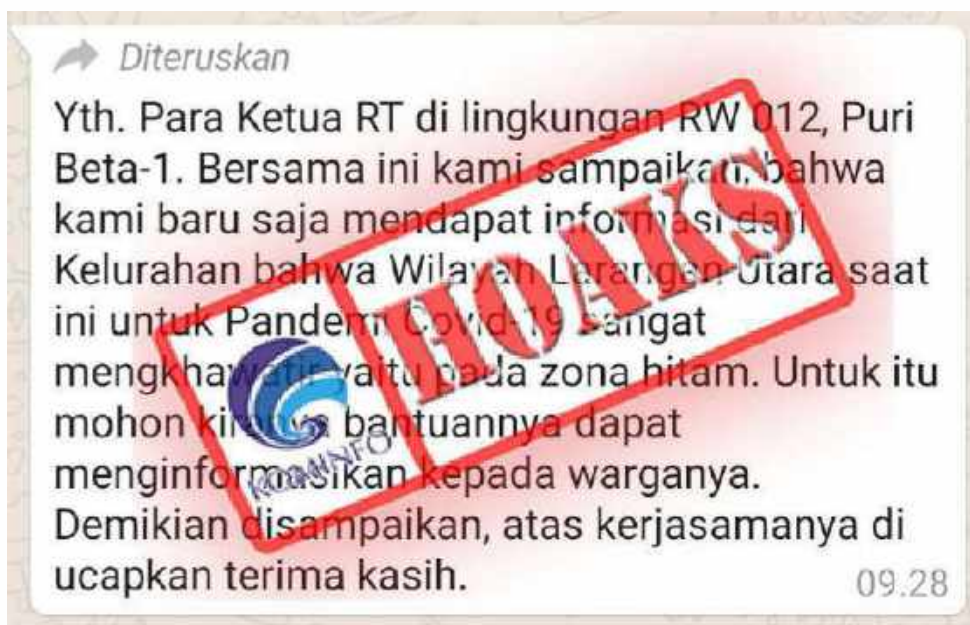 Diteruskan
Yth. Para Ketua RT di lingkungan RW 012, Puri
Beta-1. Bersama ini kami sampaikan, bahwa
kami baru saja mendapat informasi dari
Kelurahan bahwa Wilayah Larangan Utara saat
ini untuk Pandemi Covid-19 sangat
mengkhawatir yaitu pada zona hitam. Untuk itu
mohon kiranya bantuannya dapat
menginformasikan kepada warganya.
Demikian disampaikan, atas kerjasamanya di
ucapkan terima kasih.
09.28
KOMINFO
HOAKS